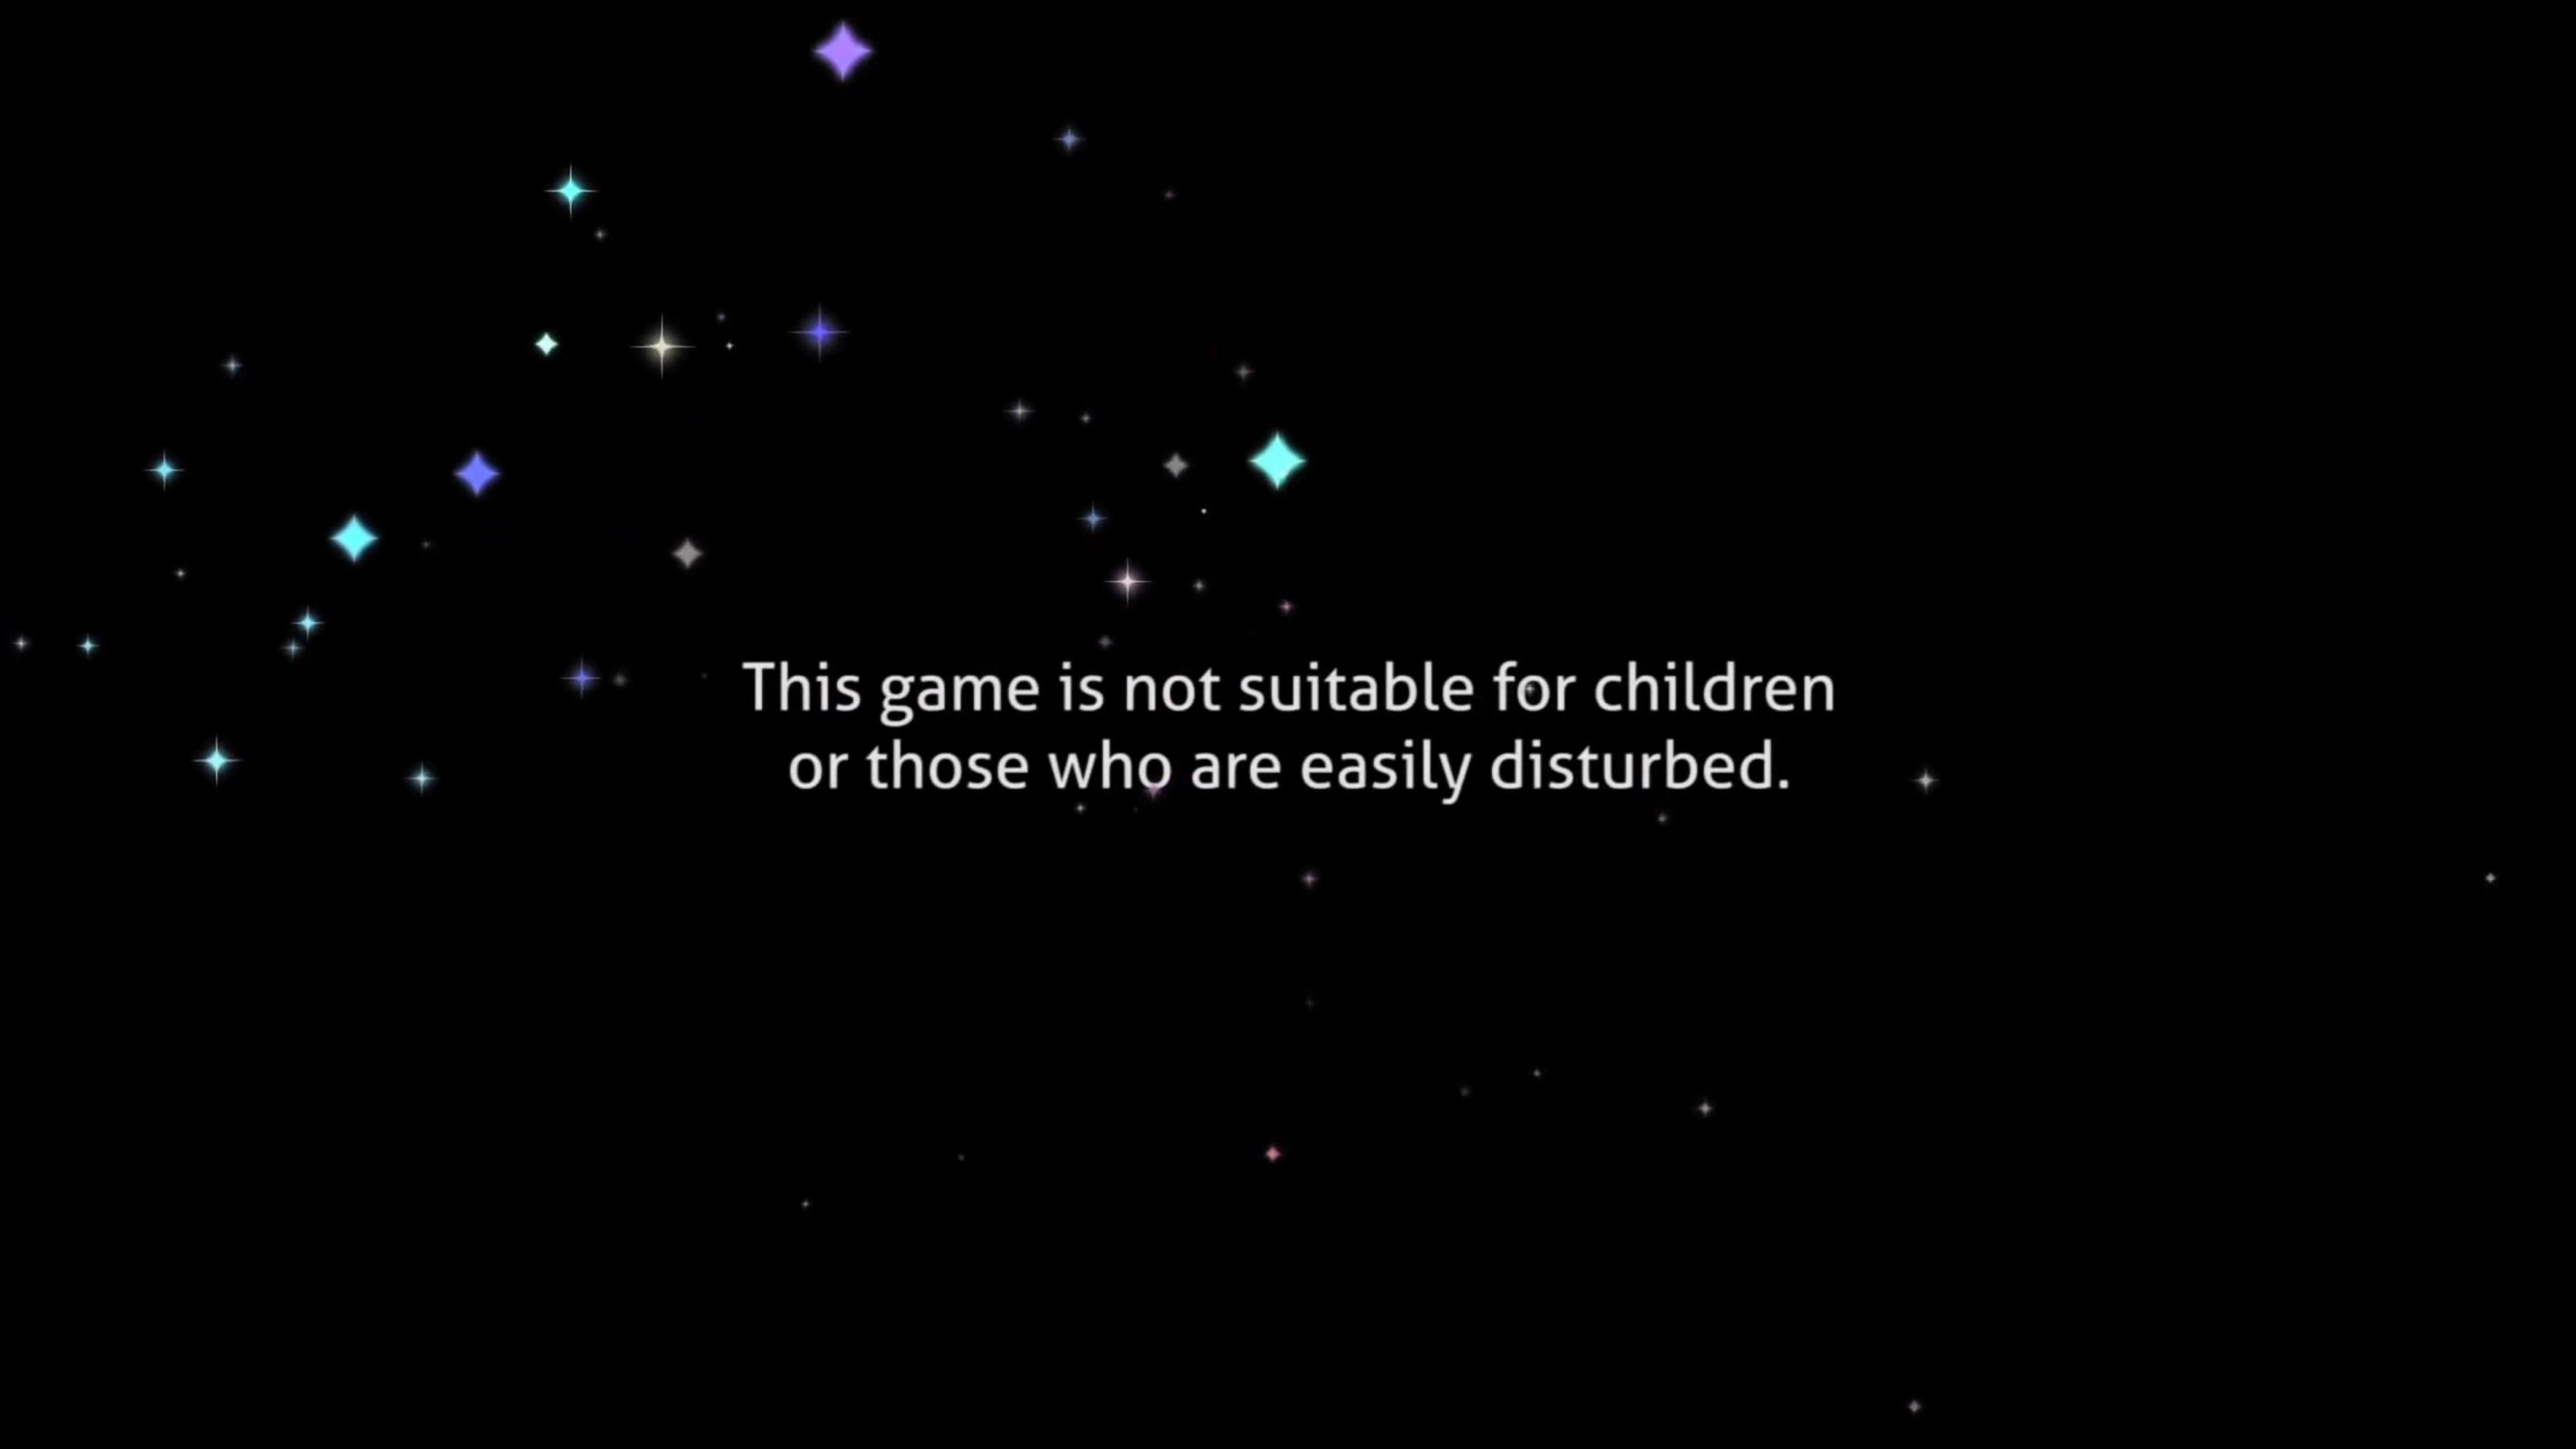 This game is not suitable for children
or those who are easily disturbed.